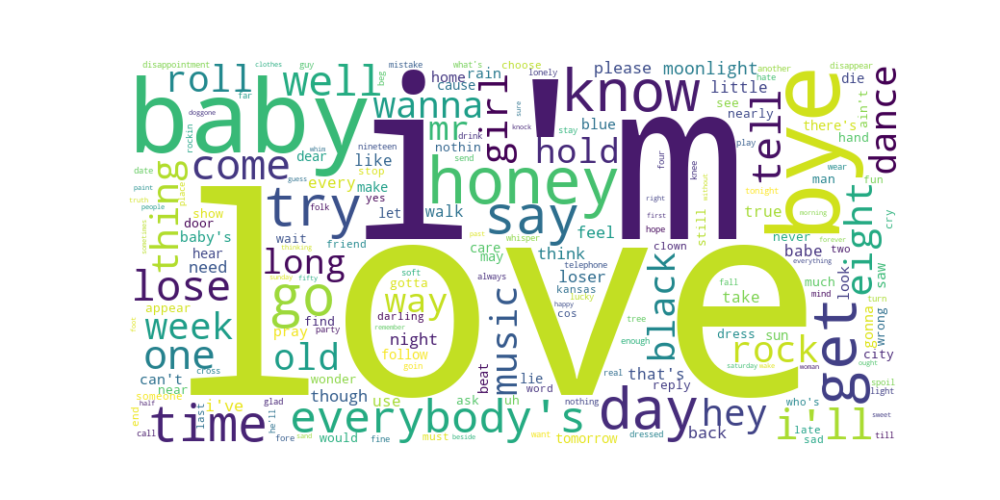 disappointment
clothes
guy
mistake
what's
choose
another
disappear
roll
well
far
beg
home
cause
rain
lonely
please
moonlight
hate
die
baby
i'm
know
little
bye
dance
wanna
girl
sure
see
ain't
doggone
rockin
mr
drink
knock
stay
blue
nearly
tell
there's
hand
whim
nineteen
nothin
hold
four
knee
play
come
dear
like
send
honey
man
fun
date
guess
stop
make
every
yes
right
without
tonight
wear
thing
place
paint
truth
people
try
folk
let
walk
say
feel
first
hope
still
true
morning
forever
eight
cry
show
door
baby's
wait
friend
care
whisper
pass
clown
never
two
babe
sometimes
hear
need
long
thinking
may
think
everything
saw
look
lose
sunday
fifty
soft
gotta
always
telephone
loser
kansas
black
much
mind
turn
gonna
wrong
appear
go
love
way
lucky
fall
take
get
foot
week
find
party
pray
darling
remember
happy
cos
tree
dress
sun
city
one
old
night
music
enough
rock
can't
near
cross
wonder
follow
goin
beat
lie
word
real
that's
reply
saturday
wake
woman
ought
spoil
light
someone
half
end
last
i've
glad
though
use
ask
uh
nothing
who's
sweet
time
he'll
everybody's
day
hey
i'll
late
sad
till
call
fore
sand
would
fine
must
beside
want
tomorrow
dressed
back